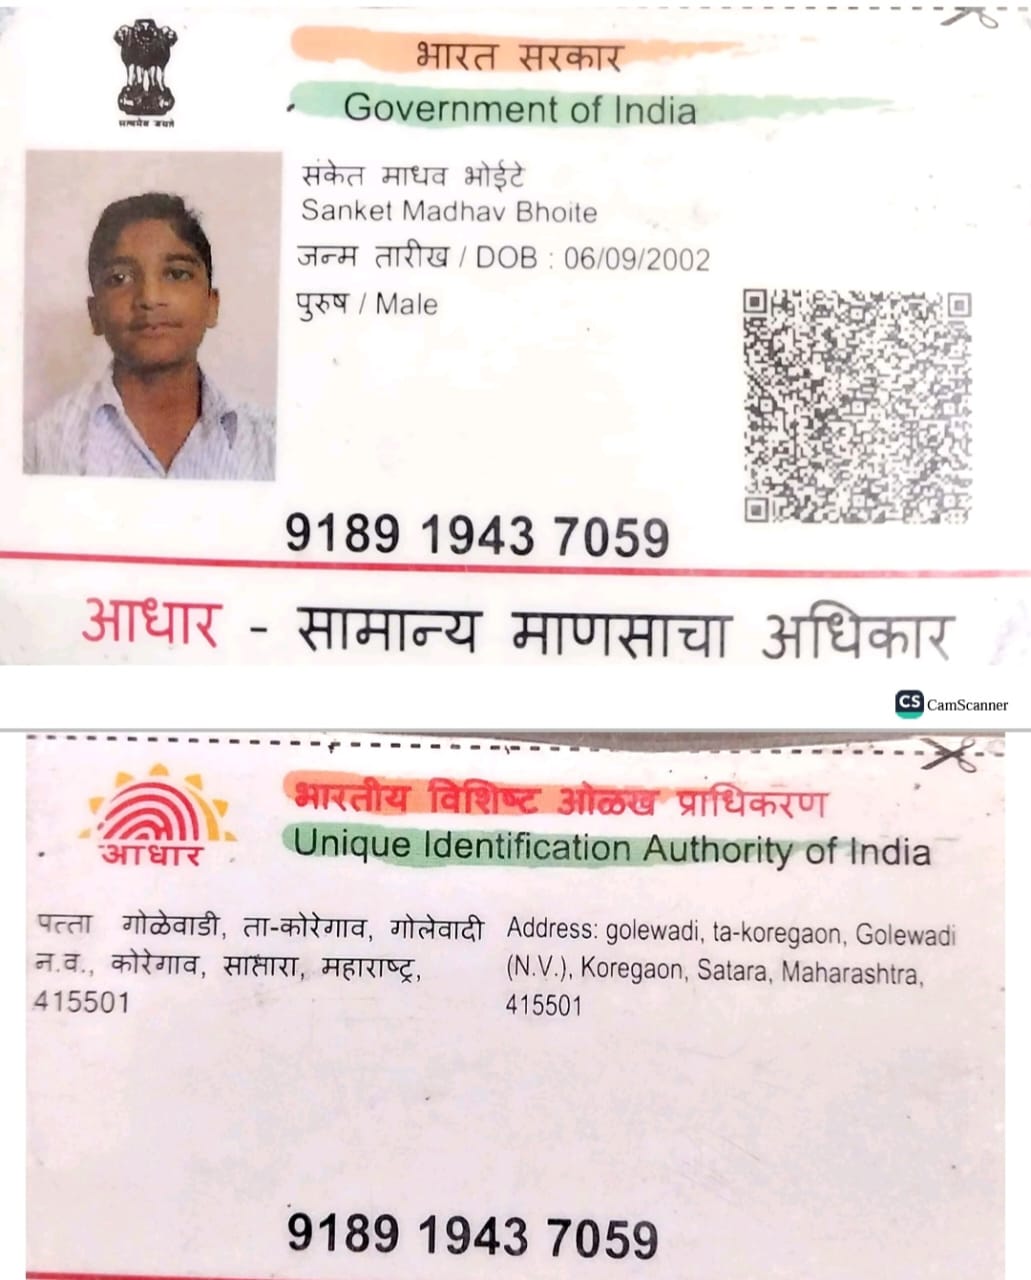 भारत सरकार
Government of India
सत्यमेव जयते
संकेत माधव भोईटे
Sanket Madhav Bhoite
जन्म तारीख / DOB : 06/09/2002
पुरुष / Male
9189 1943 7059
आधार - सामान्य माणसाचा अधिकार
CS CamScanner
भारतीय विशिष्ट ओळख प्राधिकरण
Unique Identification Authority of India
आधार
पत्ता गोळेवाडी, ता-कोरेगाव, गोलेवादी
न.व., कोरेगाव, सातारा, महाराष्ट्र,
415501
Address: golewadi, ta-koregaon, Golewadi
(N.V.), Koregaon, Satara, Maharashtra,
415501
9189 1943 7059